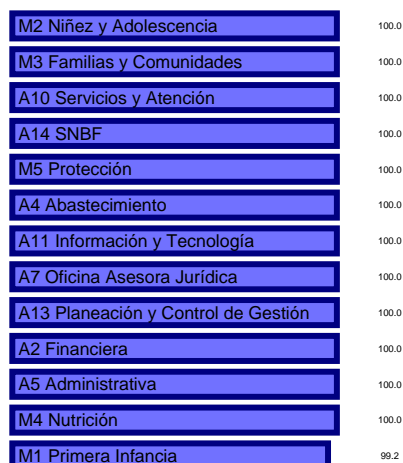 M2 Niñez y Adolescencia 100.0
M3 Familias y Comunidades 100.0
A10 Servicios y Atención 100.0
A14 SNBF 100.0
M5 Protección 100.0
A4 Abastecimiento 100.0
A11 Información y Tecnología 100.0
A7 Oficina Asesora Jurídica 100.0
A13 Planeación y Control de Gestión 100.0
A2 Financiera 100.0
A5 Administrativa 100.0
M4 Nutrición 100.0
M1 Primera Infancia 99.2